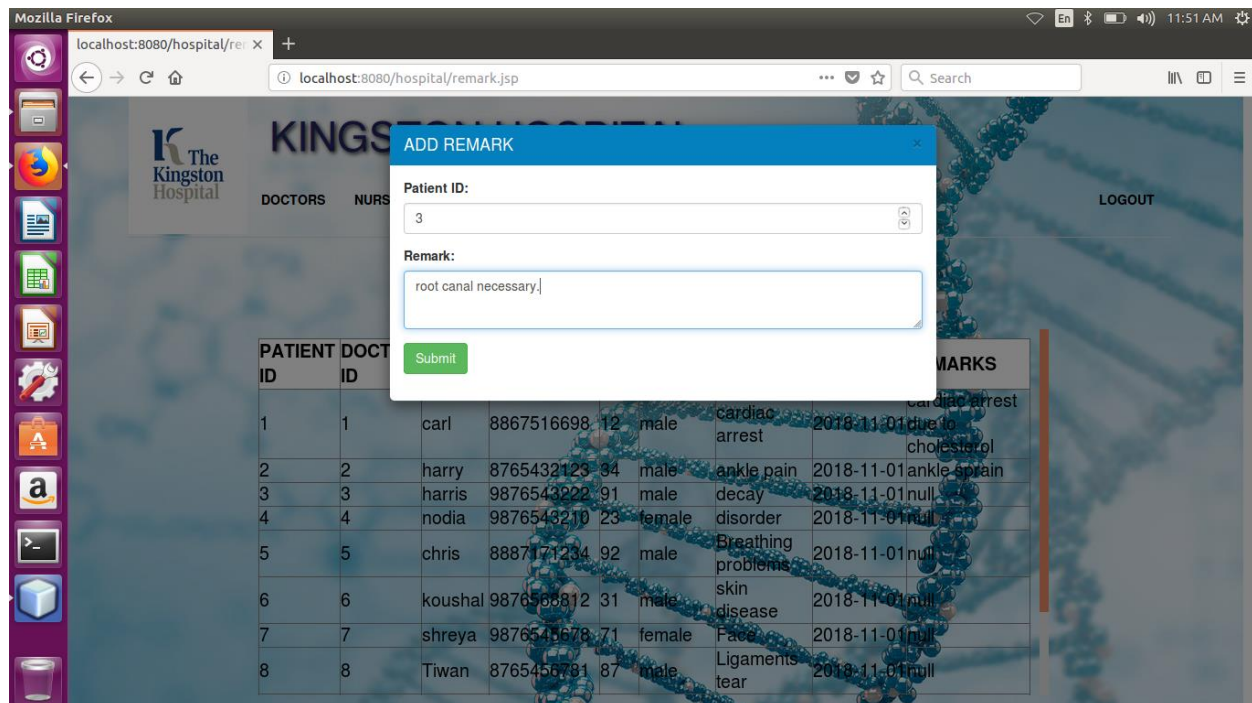 Mozilla Firefox
En
11:51 AM
localhost:8080/hospital/re
localhost:8080/hospital/remark.jsp
Search
The
Kingston
Hospital
KINGSTON HOSPITAL
DOCTORS NURS
LOGOUT
ADD REMARK
×
Patient ID:
3
Remark:
root canal necessary.
Submit
PATIENT ID DOCT ID MARKS
1 1 carl 8867516698 12 male cardiac arrest 2018-11-01 cardiac arrest due to cholesterol
2 2 harry 8765432123 34 male ankle pain 2018-11-01 ankle sprain
3 3 harris 9876543222 91 male decay 2018-11-01 null
4 4 nodia 9876543210 23 female disorder 2018-11-01 null
5 5 chris 8887171234 92 male Breathing problems 2018-11-01 null
6 6 koushal 9876568812 31 male skin disease 2018-11-01 null
7 7 shreya 9876545678 71 female Face 2018-11-01 null
8 8 Tiwan 8765456781 87 male Ligaments tear 2018-11-01 null